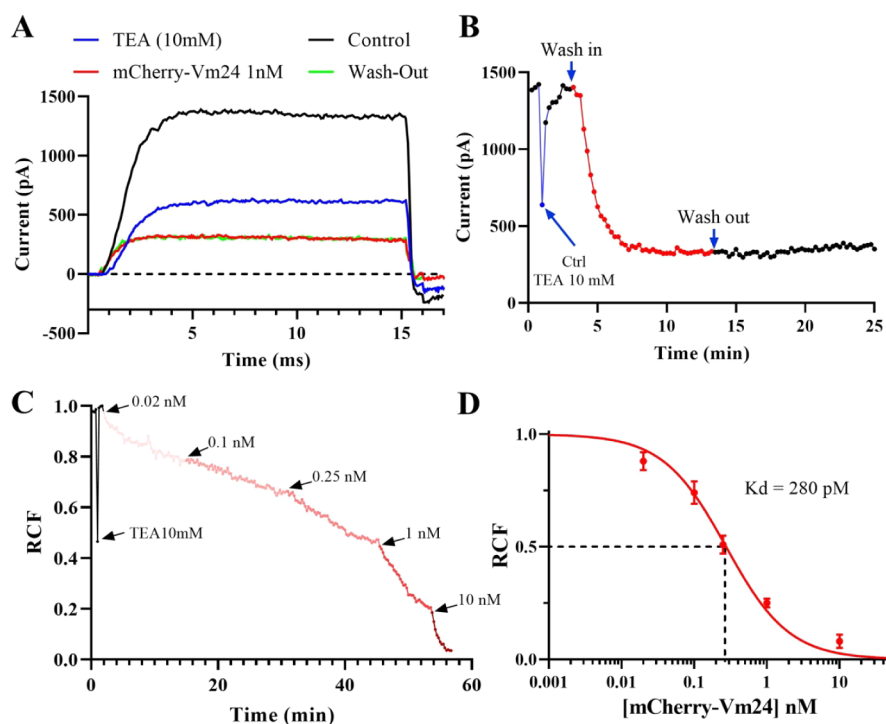 A
TEA (10mM)
Control
mCherry-Vm24 1nM
Wash-Out
1500
1000
500
0
-500
Current (pA)
5
10
15
Time (ms)
B
Wash in
1500
1000
500
0
Current (pA)
Wash out
Ctrl
TEA 10 mM
0
5
10
15
20
25
Time (min)
C
1.0
0.8
0.6
0.4
0.2
0.0
RCF
0.02 nM
0.1 nM
0.25 nM
1 nM
10 nM
TEA10mM
0
20
40
60
Time (min)
D
1.0
0.5
0.0
RCF
Kd = 280 pM
0.001
0.01
0.1
1
10
[mCherry-Vm24] nM